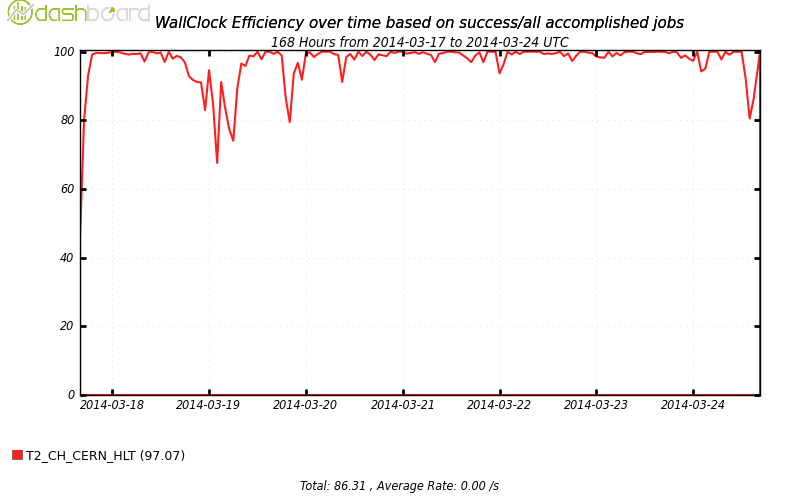 dashboard
WallClock Efficiency over time based on success/all accomplished jobs
168 Hours from 2014-03-17 to 2014-03-24 UTC
100
80
60
40
20
0
2014-03-18 2014-03-19 2014-03-20 2014-03-21 2014-03-22 2014-03-23 2014-03-24
T2_CH_CERN_HLT (97.07)
Total: 86.31 , Average Rate: 0.00 /s